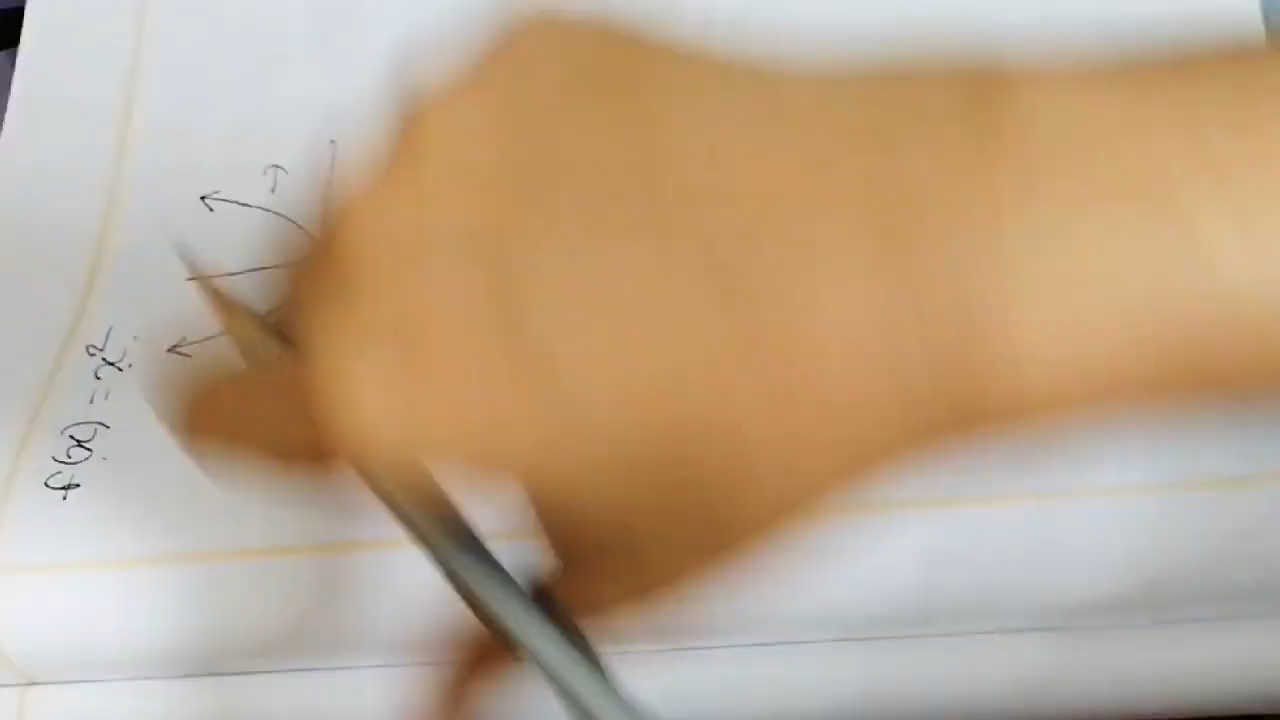 f(x) = x²